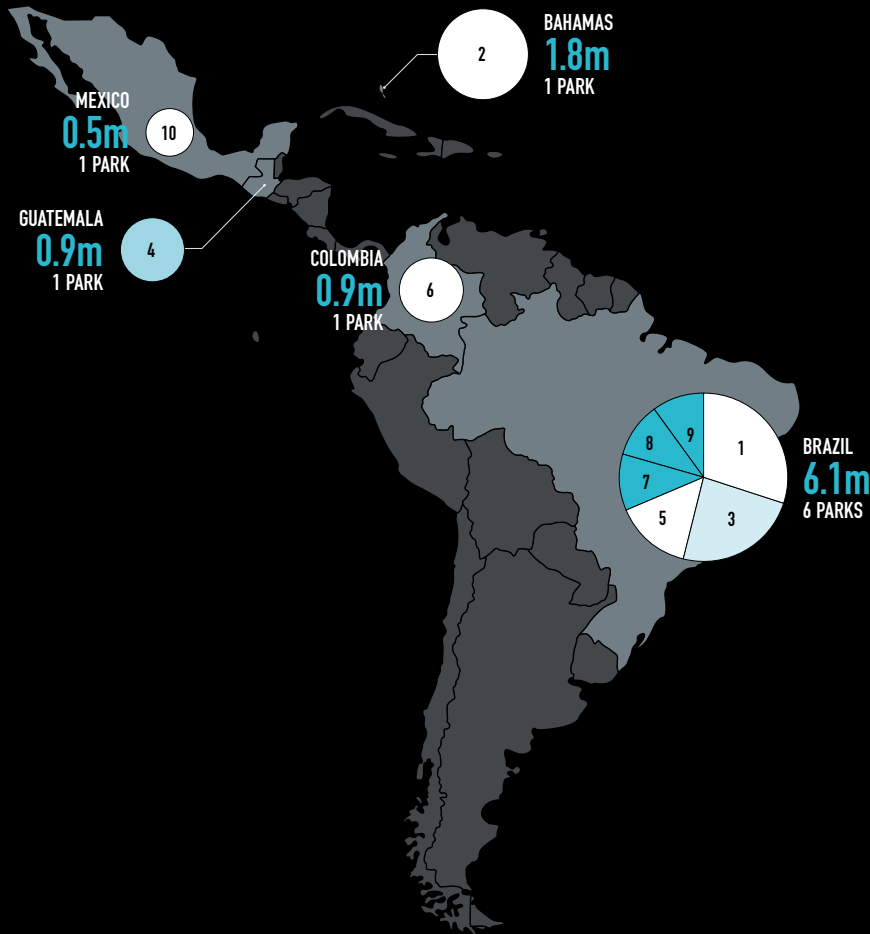 BAHAMAS
1.8m
1 PARK
2
MEXICO
0.5m
1 PARK
10
GUATEMALA
0.9m
1 PARK
4
COLOMBIA
0.9m
1 PARK
6
BRAZIL
6.1m
6 PARKS
1
3
5
7
8
9